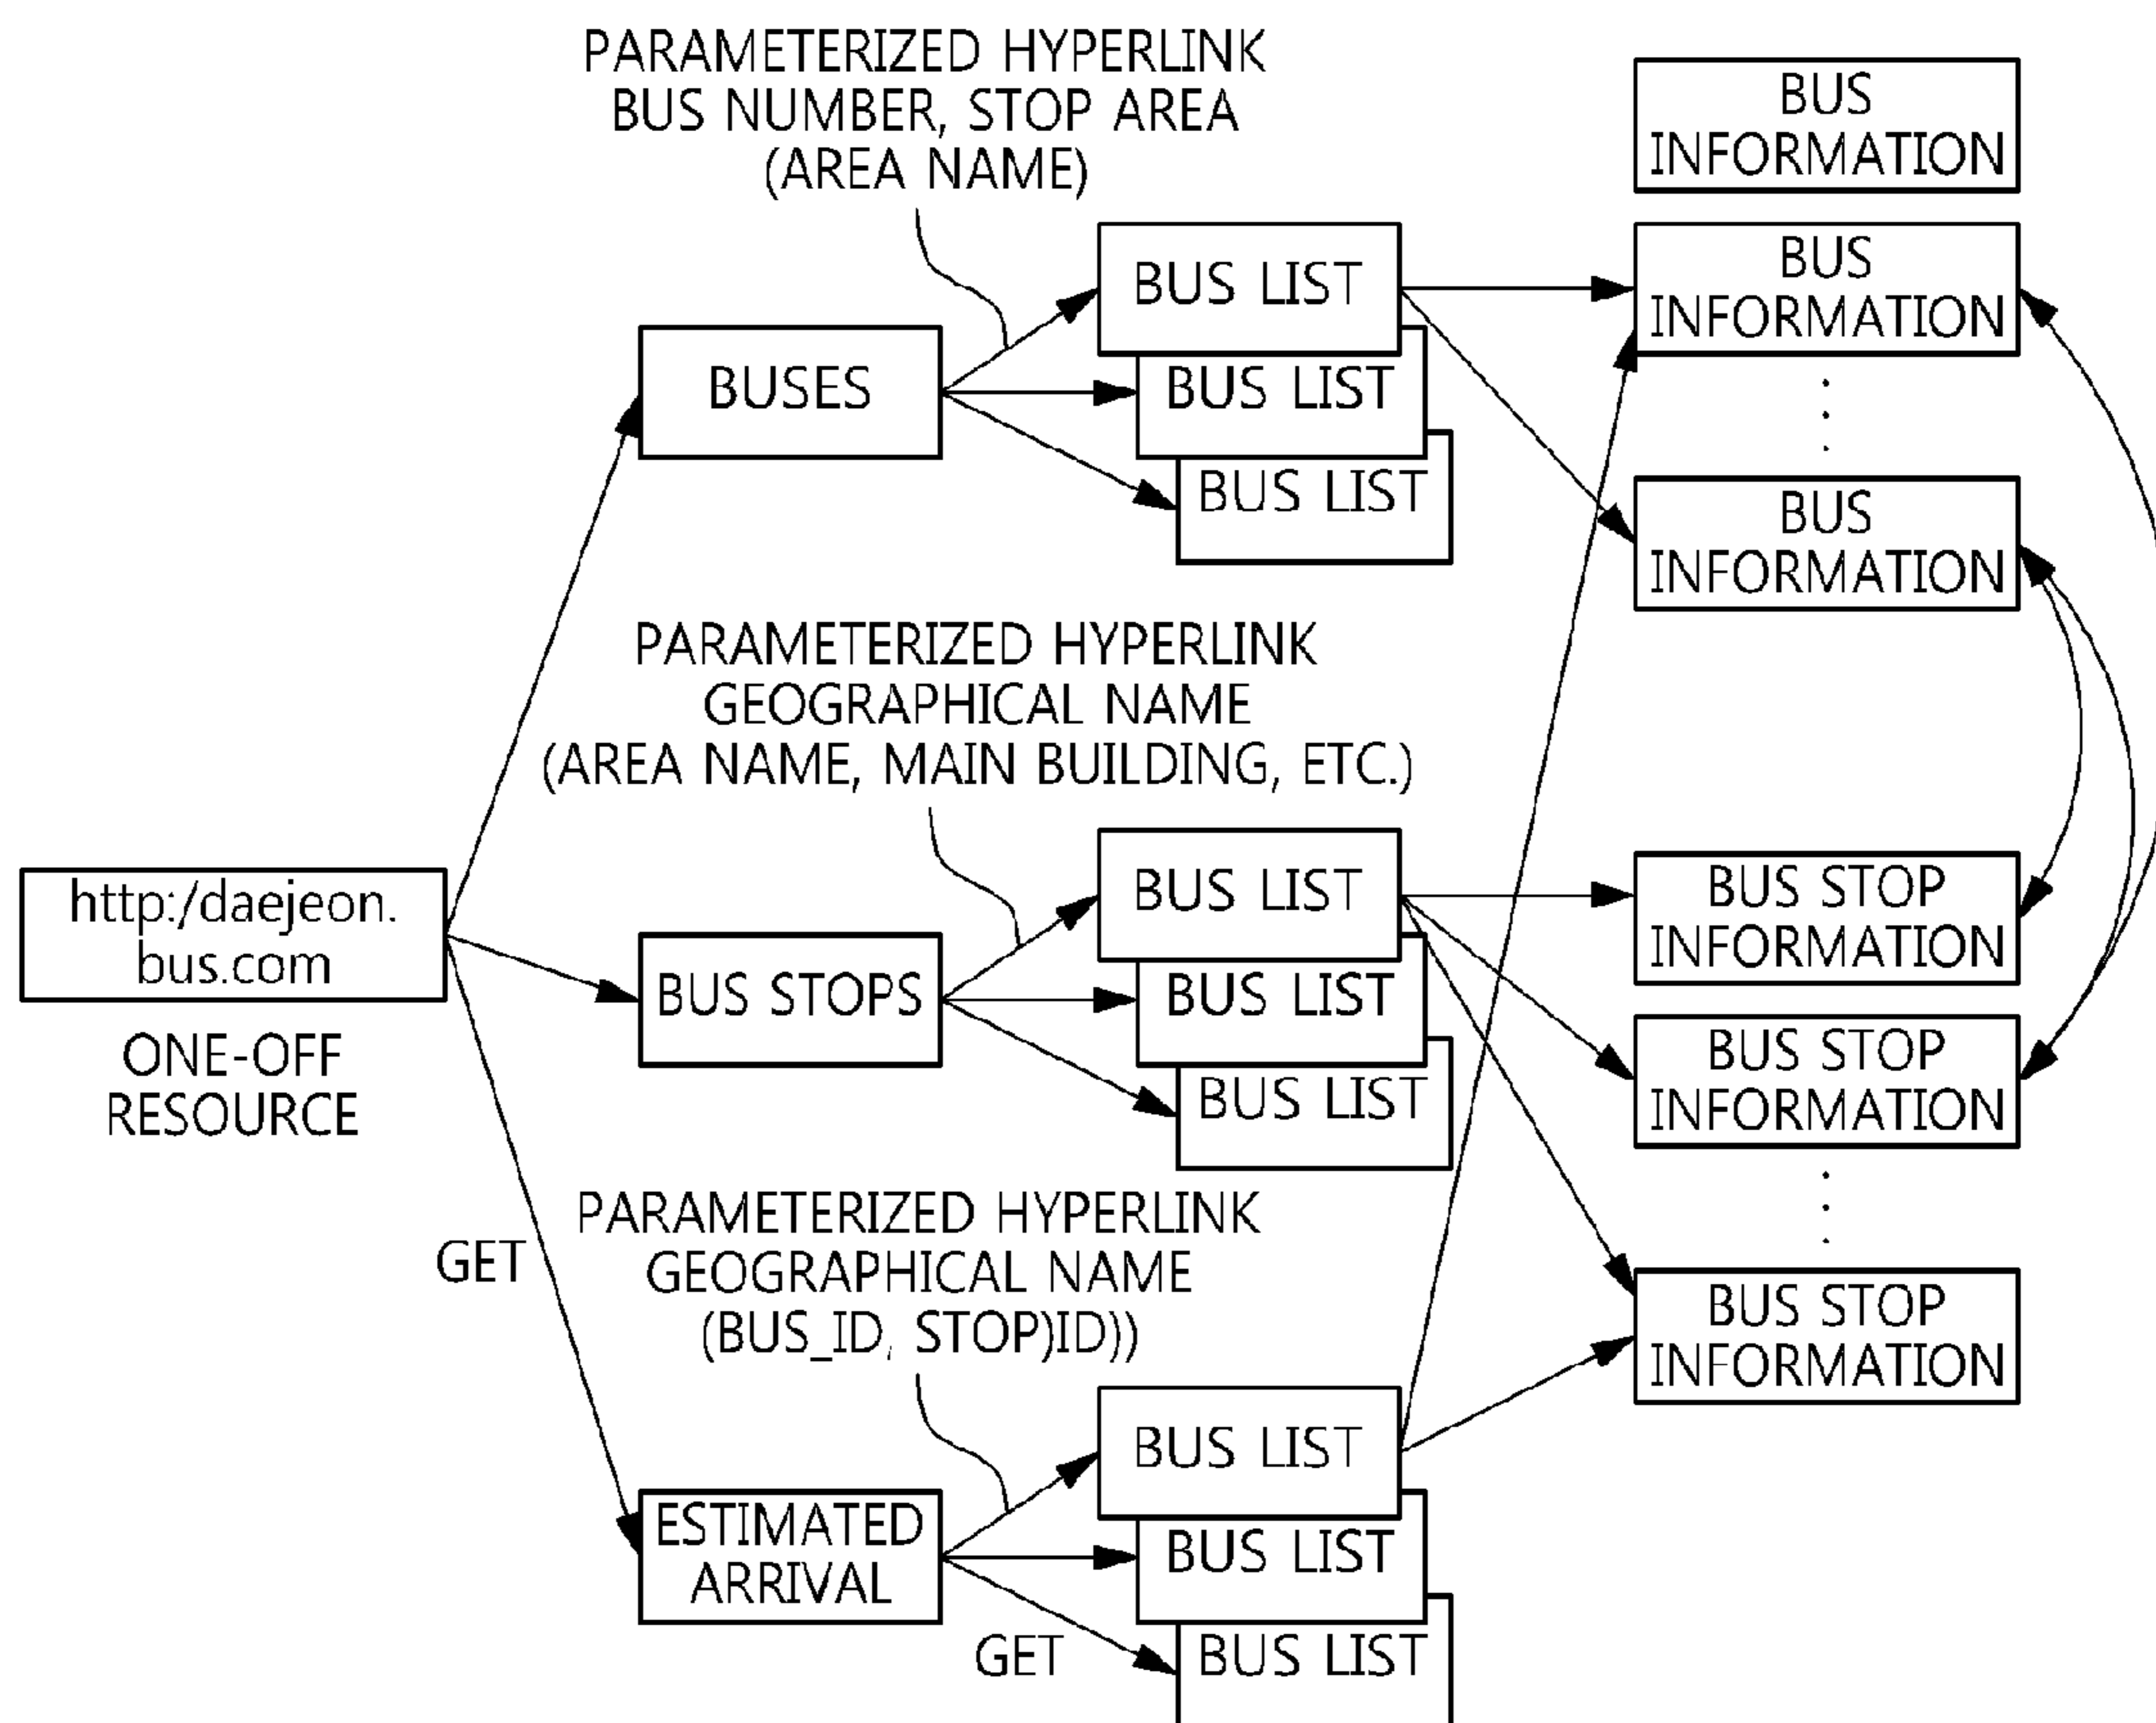 PARAMETERIZED HYPERLINK
BUS NUMBER, STOP AREA
(AREA NAME)
BUS
INFORMATION
BUS LIST
BUS
INFORMATION
BUSES
BUS LIST
BUS LIST
BUS
INFORMATION
PARAMETERIZED HYPERLINK
GEOGRAPHICAL NAME
(AREA NAME, MAIN BUILDING, ETC.)
http:/daejeon.
bus.com
ONE-OFF
RESOURCE
BUS LIST
BUS STOP
INFORMATION
BUS STOPS
BUS LIST
BUS LIST
BUS STOP
INFORMATION
PARAMETERIZED HYPERLINK
GEOGRAPHICAL NAME
(BUS_ID, STOP)ID))
GET
BUS STOP
INFORMATION
BUS LIST
ESTIMATED
ARRIVAL
BUS LIST
GET
BUS LIST